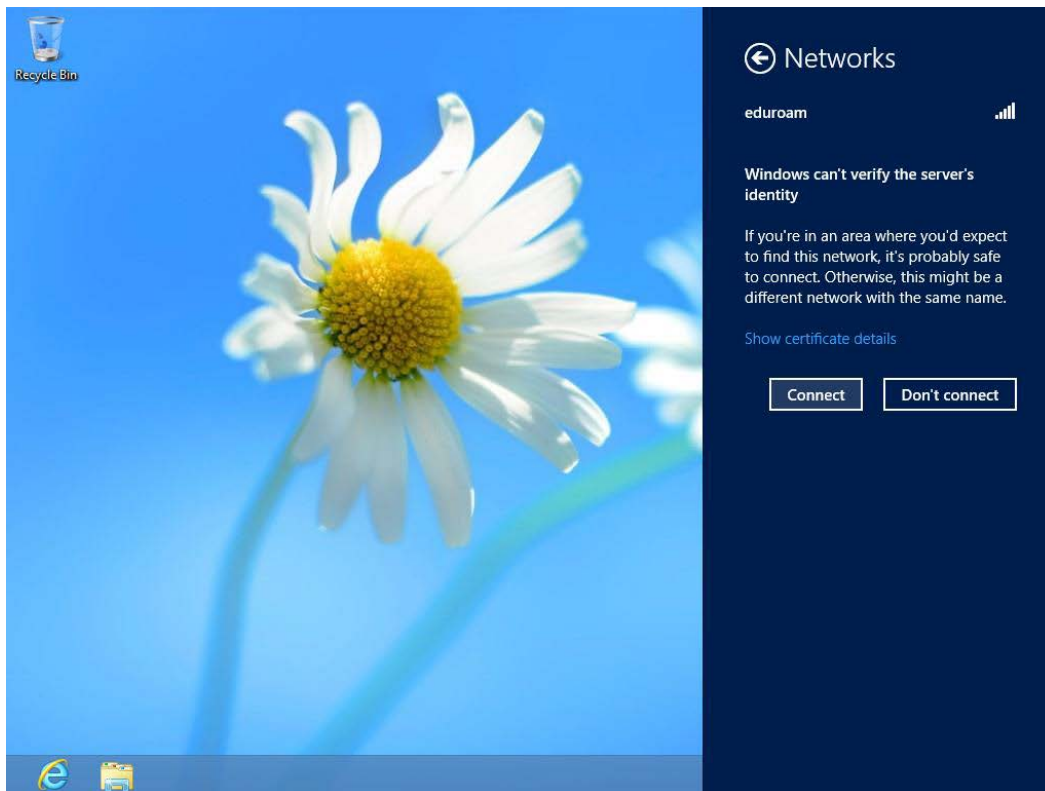 Recycle Bin
Networks
eduroam
Windows can't verify the server's
identity
If you're in an area where you'd expect
to find this network, it's probably safe
to connect. Otherwise, this might be a
different network with the same name.
Show certificate details
Connect
Don't connect